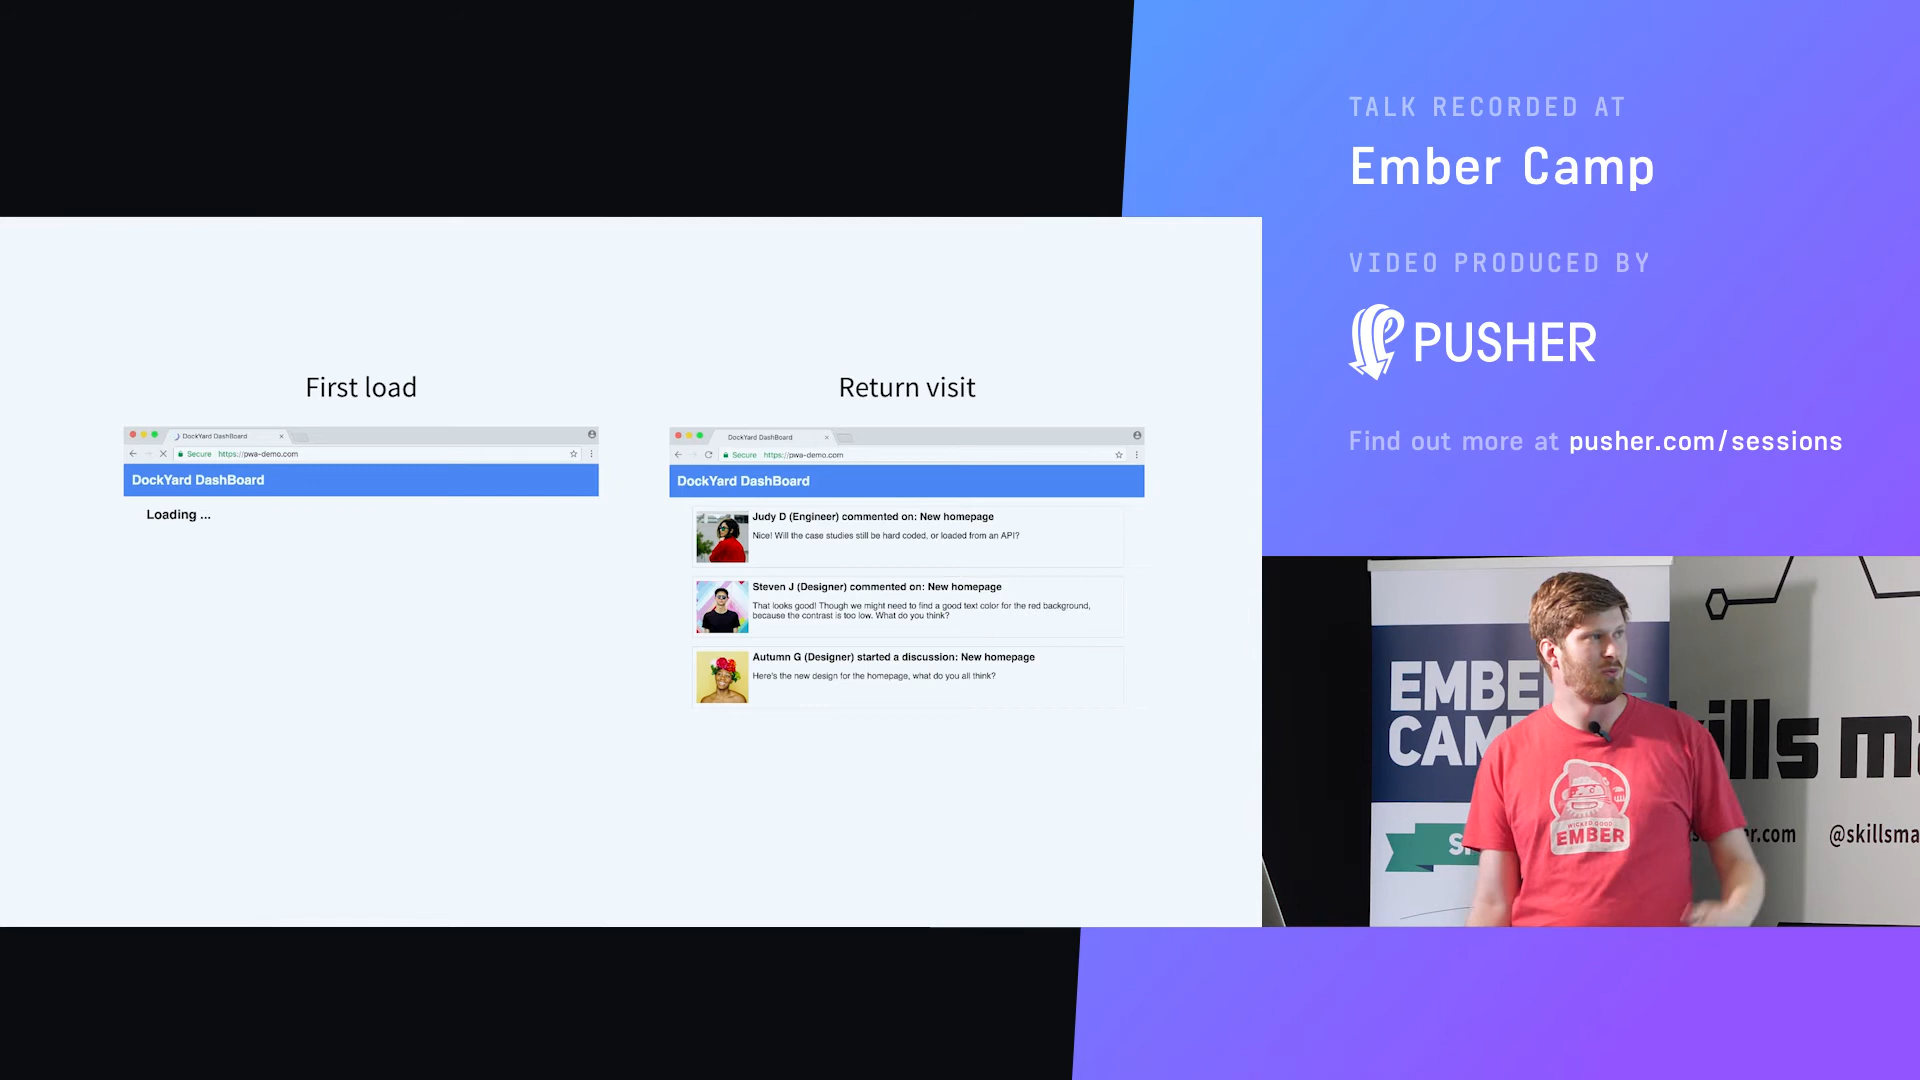 TALK RECORDED AT
Ember Camp
VIDEO PRODUCED BY
PUSHER
Find out more at pusher.com/sessions
First load
DockYard DashBoard
Secure https://pwa-demo.com
DockYard DashBoard
Loading ...
Return visit
DockYard DashBoard
Secure https://pwa-demo.com
DockYard DashBoard
Judy D (Engineer) commented on: New homepage
Nice! Will the case studies still be hard coded, or loaded from an API?
Steven J (Designer) commented on: New homepage
That looks good! Though we might need to find a good text color for the red background,
because the contrast is too low. What do you think?
Autumn G (Designer) started a discussion: New homepage
Here's the new design for the homepage, what do you all think?
WICKED GOOD
EMBER